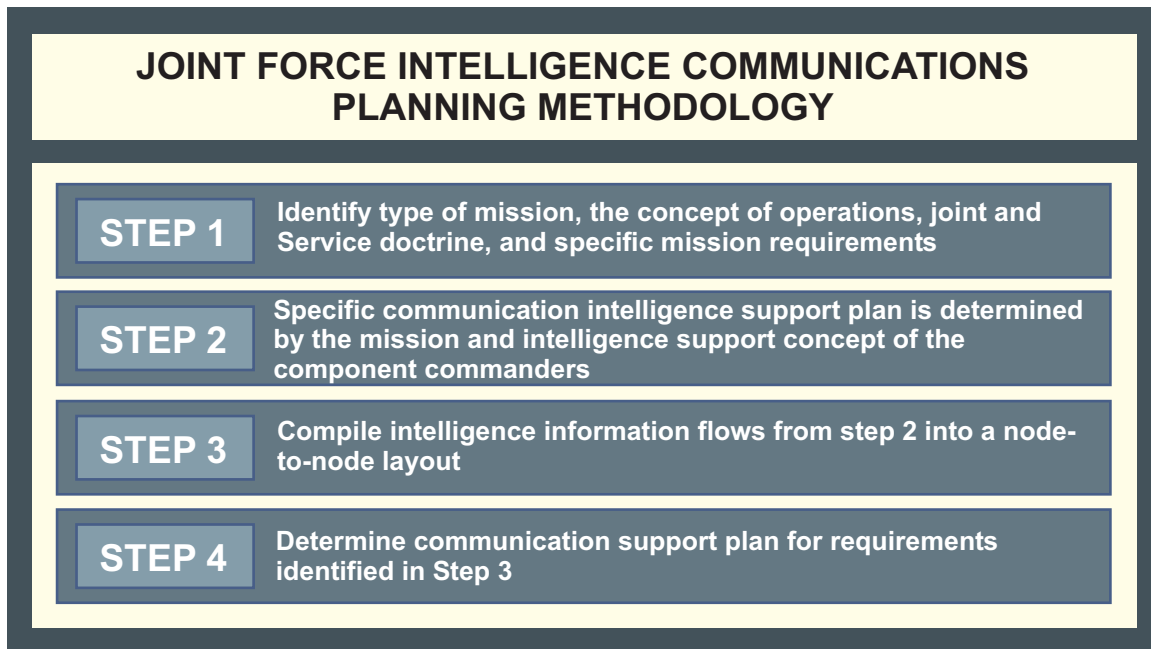 JOINT FORCE INTELLIGENCE COMMUNICATIONS
PLANNING METHODOLOGY
STEP 1
Identify type of mission, the concept of operations, joint and
Service doctrine, and specific mission requirements
STEP 2
Specific communication intelligence support plan is determined
by the mission and intelligence support concept of the
component commanders
STEP 3
Compile intelligence information flows from step 2 into a node-
to-node layout
STEP 4
Determine communication support plan for requirements
identified in Step 3